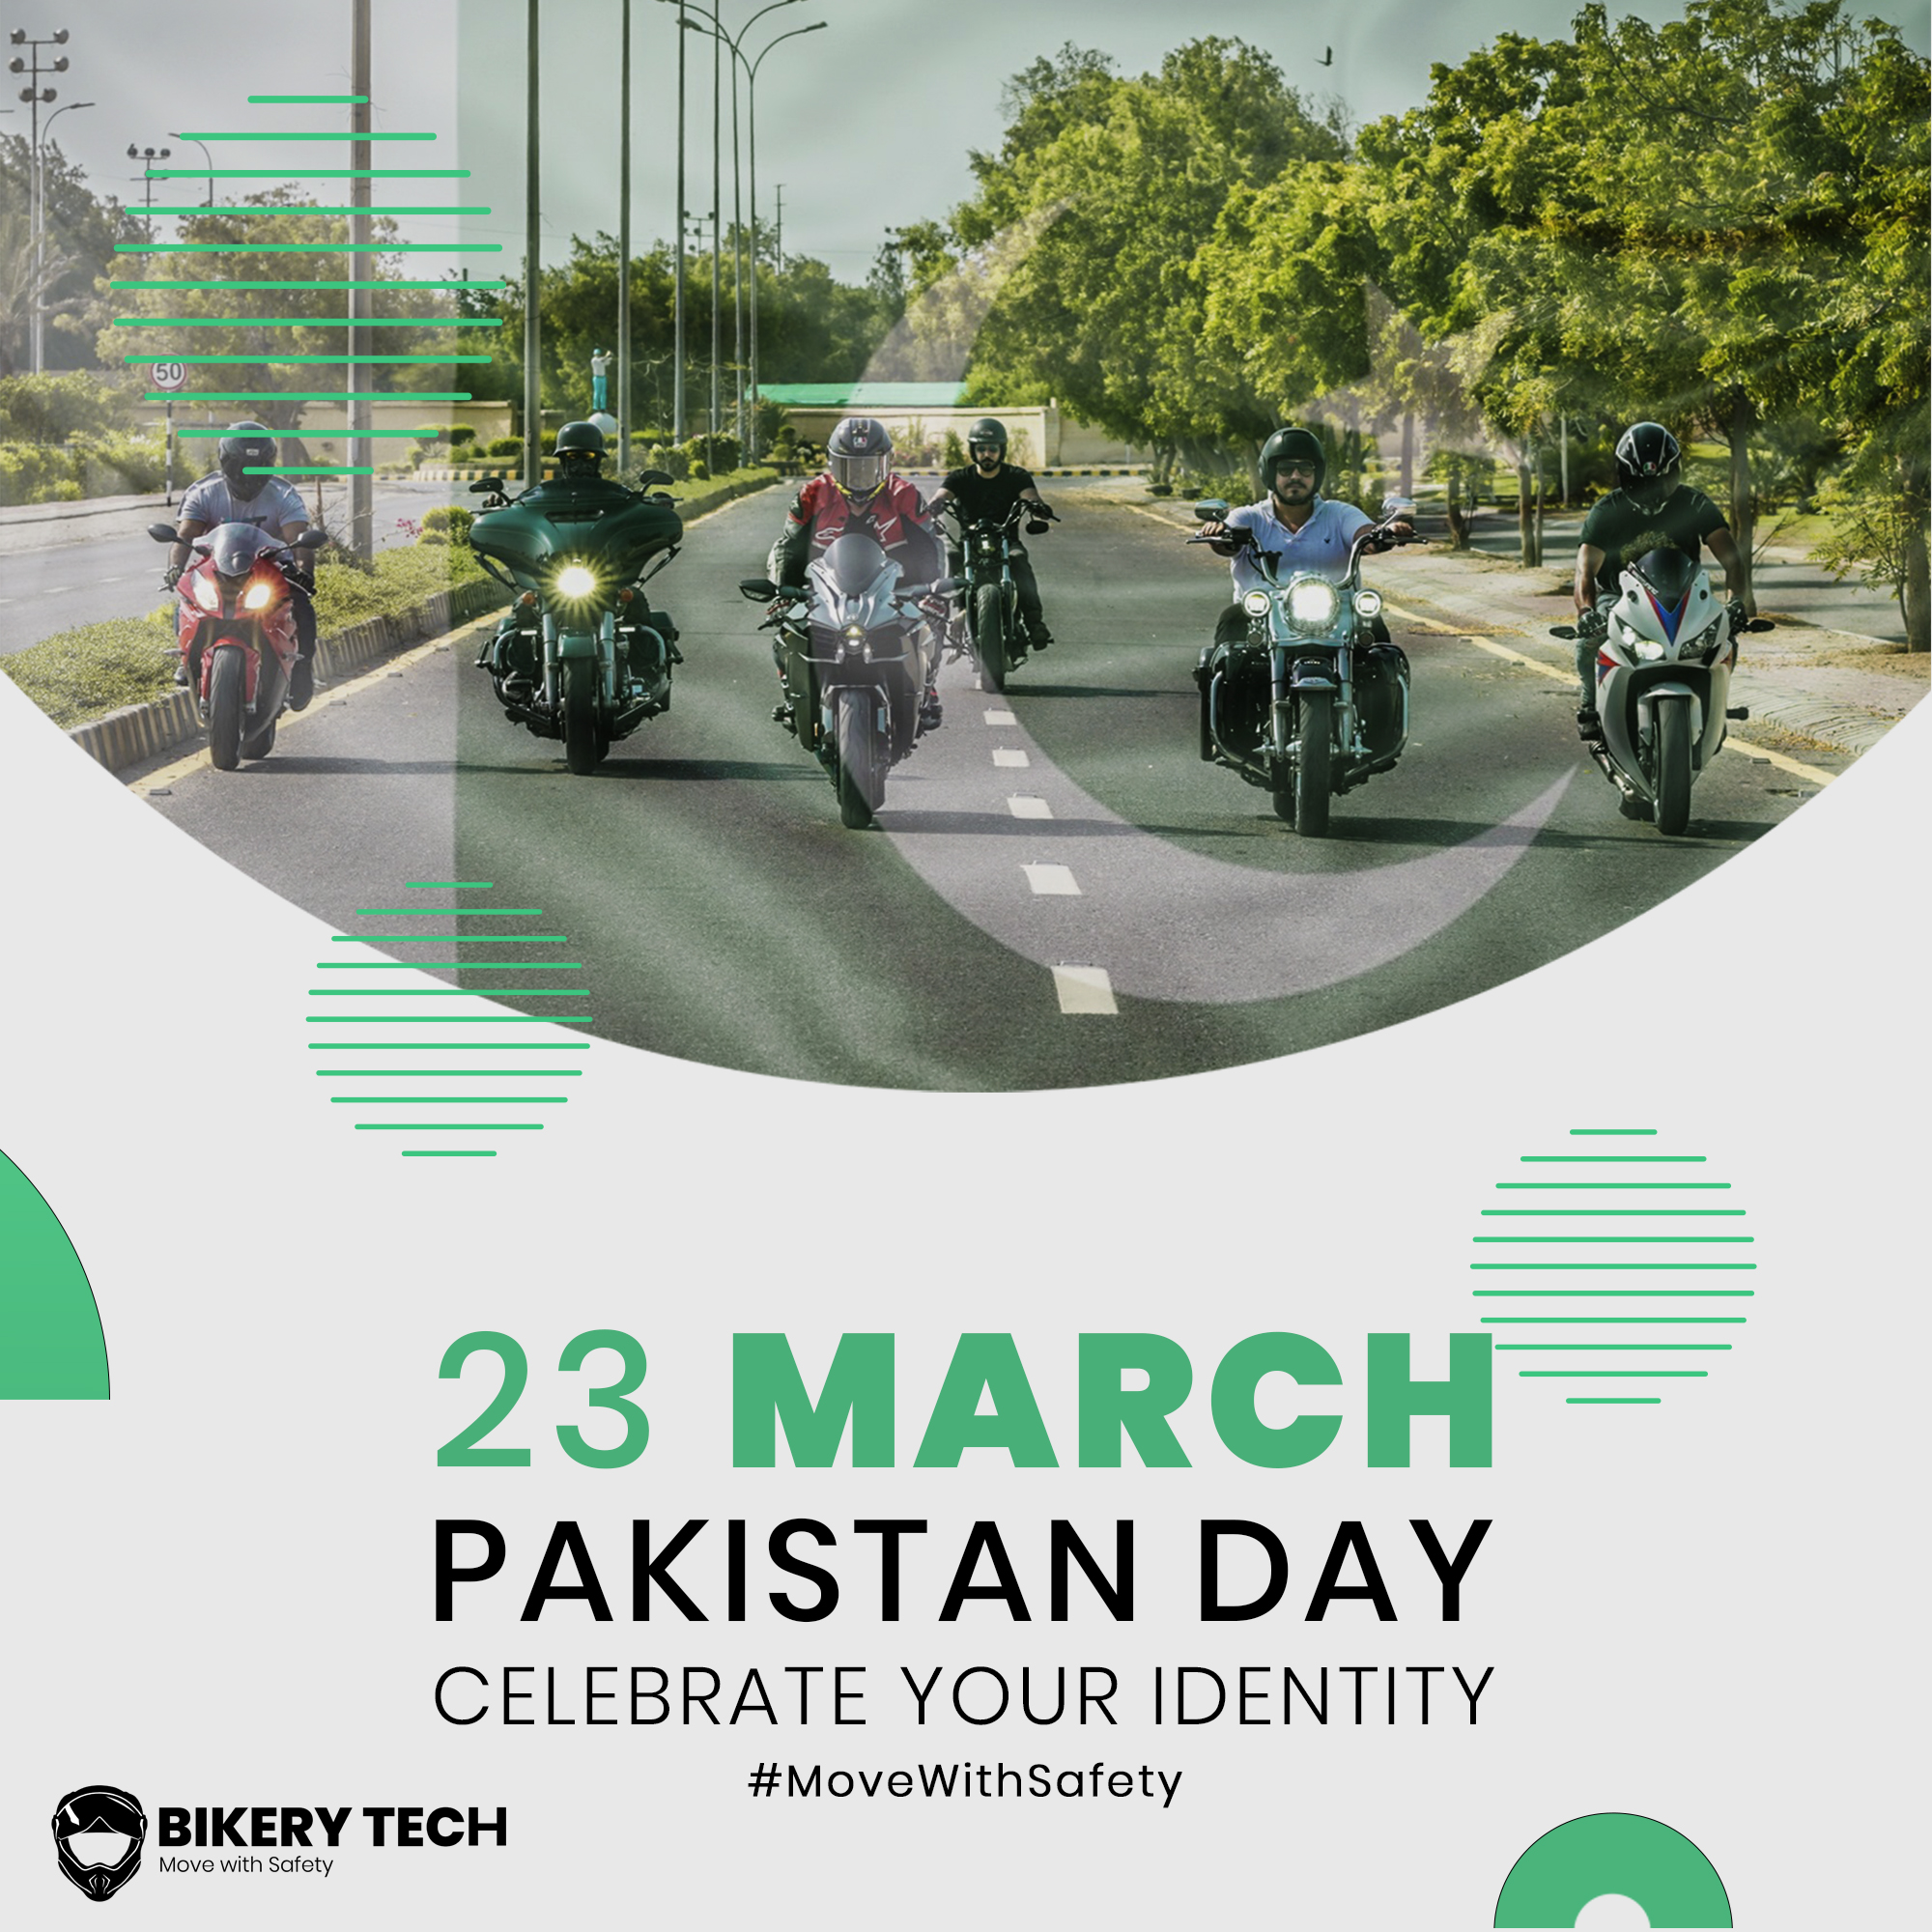 50
23 MARCH
PAKISTAN DAY
CELEBRATE YOUR IDENTITY
#MoveWithSafety
BIKERY TECH
Move with Safety